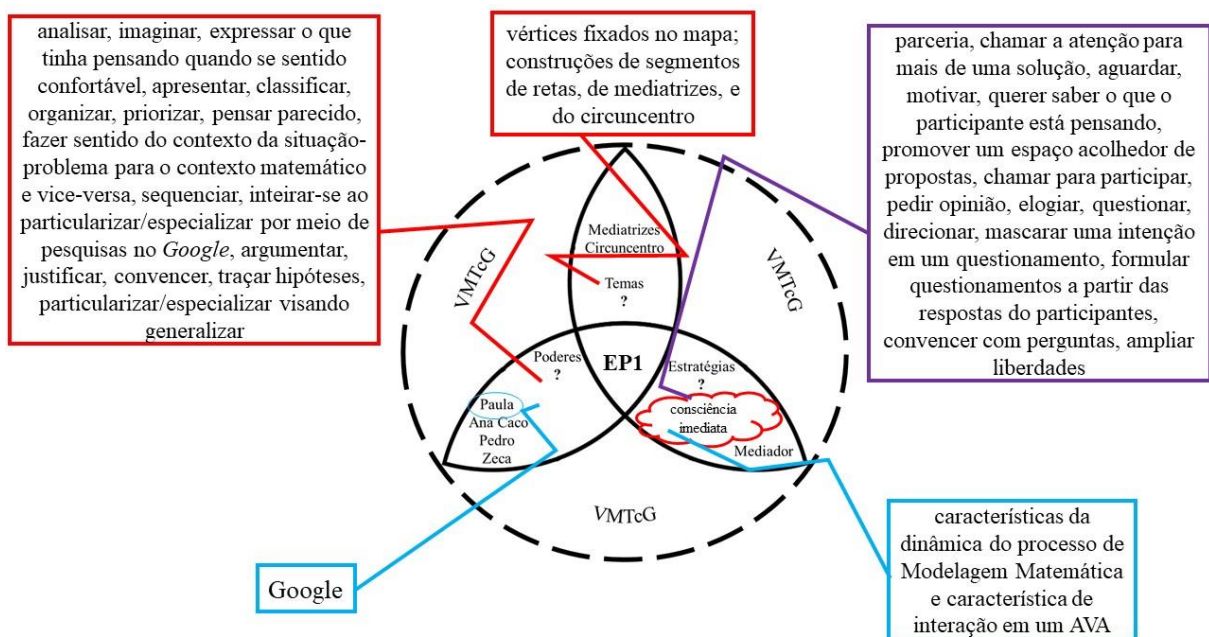 analisar, imaginar, expressar o que
tinha pensando quando se sentido
confortável, apresentar, classificar,
organizar, priorizar, pensar parecido,
fazer sentido do contexto da situação-
problema para o contexto matemático
e vice-versa, sequenciar, inteirar-se ao
particularizar/especializar por meio de
pesquisas no Google, argumentar,
justificar, convencer, traçar hipóteses,
particularizar/especializar visando
generalizar
vértices fixados no mapa;
construções de segmentos
de retas, de mediatrizes, e
do circuncentro
parceria, chamar a atenção para
mais de uma solução, aguardar,
motivar, querer saber o que o
participante está pensando,
promover um espaço acolhedor de
propostas, chamar para participar,
pedir opinião, elogiar, questionar,
direcionar, mascarar uma intenção
em um questionamento, formular
questionamentos a partir das
respostas do participantes,
convencer com perguntas, ampliar
liberdades
VMTcG
Mediatrizes
Circuncentro
Temas
?
VMTcG
Poderes
?
EP1
Estratégias
?
Paula
Ana Caco
Pedro
Zeca
consciência
imediata
Mediador
VMTcG
Google
características da
dinâmica do processo de
Modelagem Matemática
e característica de
interação em um AVA